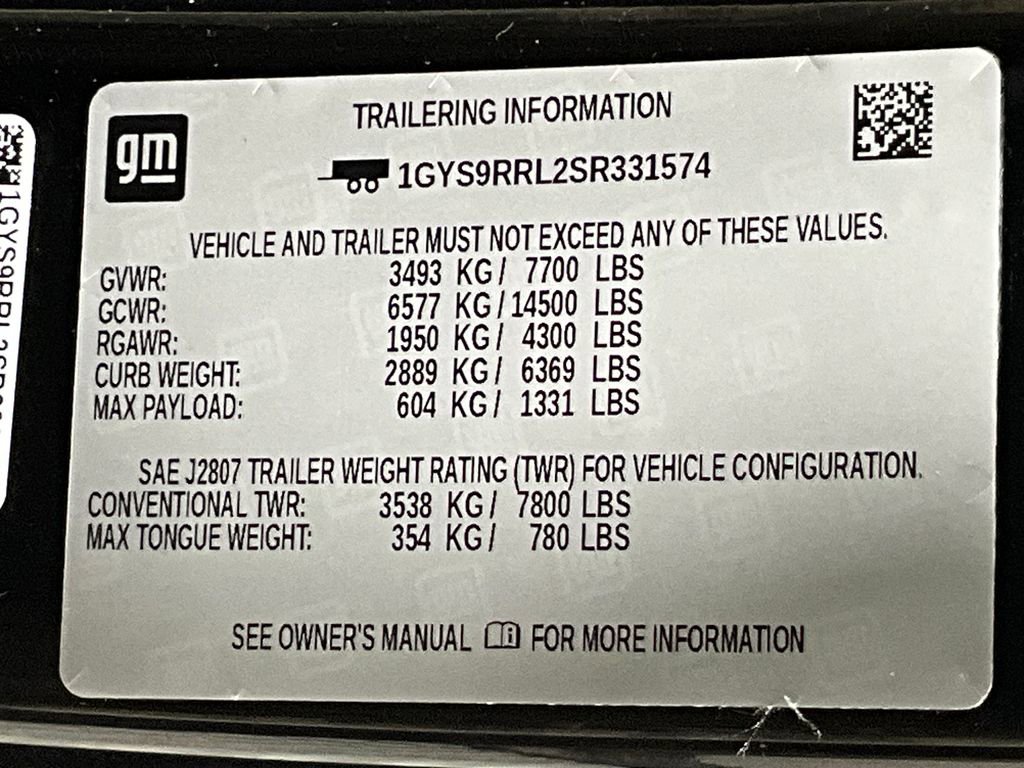 gm
TRAILERING INFORMATION
1GYS9RRL2SR331574
VEHICLE AND TRAILER MUST NOT EXCEED ANY OF THESE VALUES.
GVWR: 3493 KG/ 7700 LBS
GCWR: 6577 KG/14500 LBS
RGAWR: 1950 KG/ 4300 LBS
CURB WEIGHT: 2889 KG/ 6369 LBS
MAX PAYLOAD: 604 KG/ 1331 LBS
SAE J2807 TRAILER WEIGHT RATING (TWR) FOR VEHICLE CONFIGURATION.
CONVENTIONAL TWR: 3538 KG/ 7800 LBS
MAX TONGUE WEIGHT: 354 KG/ 780 LBS
SEE OWNER'S MANUAL FOR MORE INFORMATION